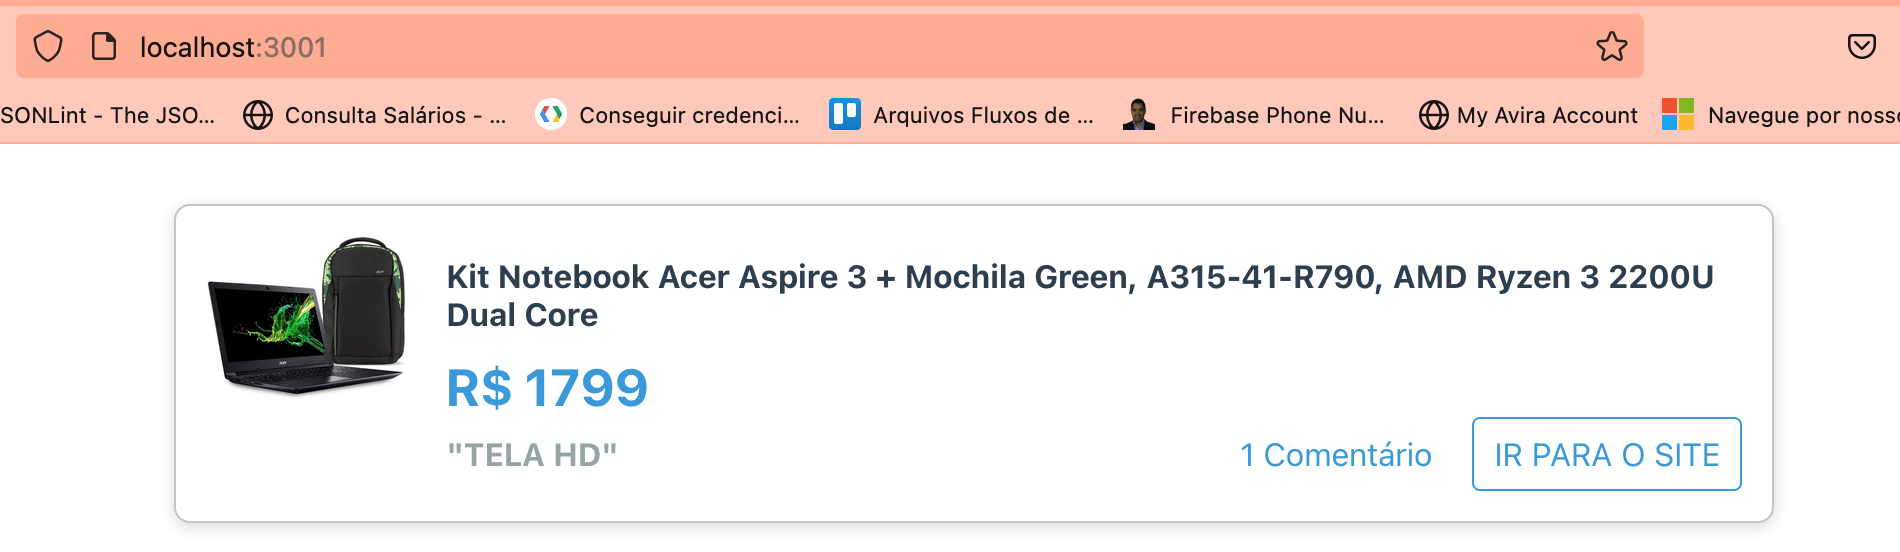 localhost:3001
SONLint - The JSO... Consulta Salários - ... Conseguir credenci... Arquivos Fluxos de ... Firebase Phone Nu... My Avira Account Navegue por nosso
Kit Notebook Acer Aspire 3 + Mochila Green, A315-41-R790, AMD Ryzen 3 2200U
Dual Core
R$ 1799
"TELA HD"
1 Comentário
IR PARA O SITE